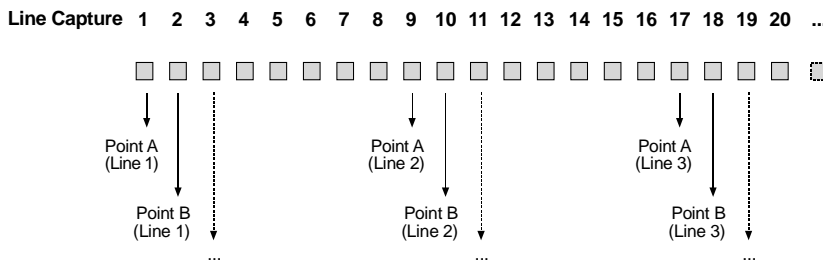 Line Capture 1 2 3 4 5 6 7 8 9 10 11 12 13 14 15 16 17 18 19 20 ...
Point A Point A Point A
(Line 1) (Line 2) (Line 3)
Point B Point B Point B
(Line 1) (Line 2) (Line 3)
... ... ...